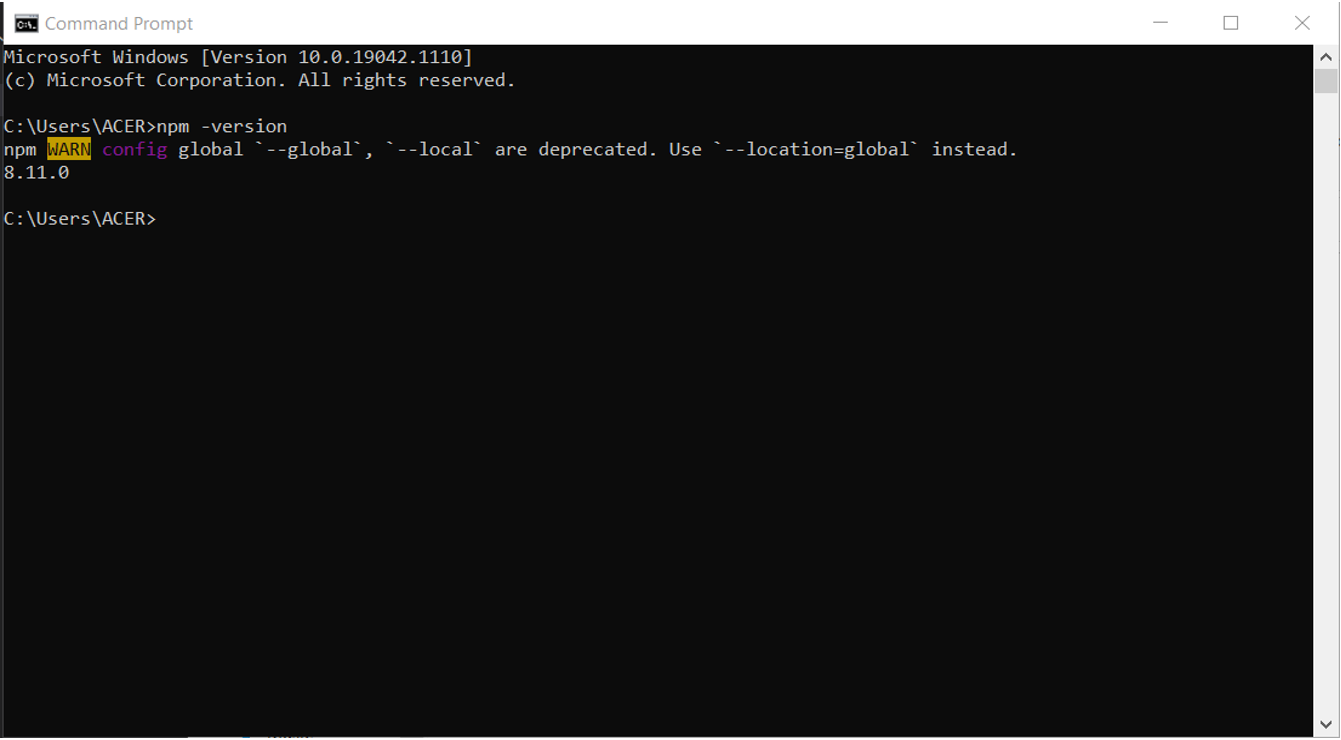 Command Prompt
Microsoft Windows [Version 10.0.19042.1110]
(c) Microsoft Corporation. All rights reserved.
C:\Users\ACER>npm -version
npm WARN config global `--global`, `--local` are deprecated. Use `--location=global` instead.
8.11.0
C:\Users\ACER>